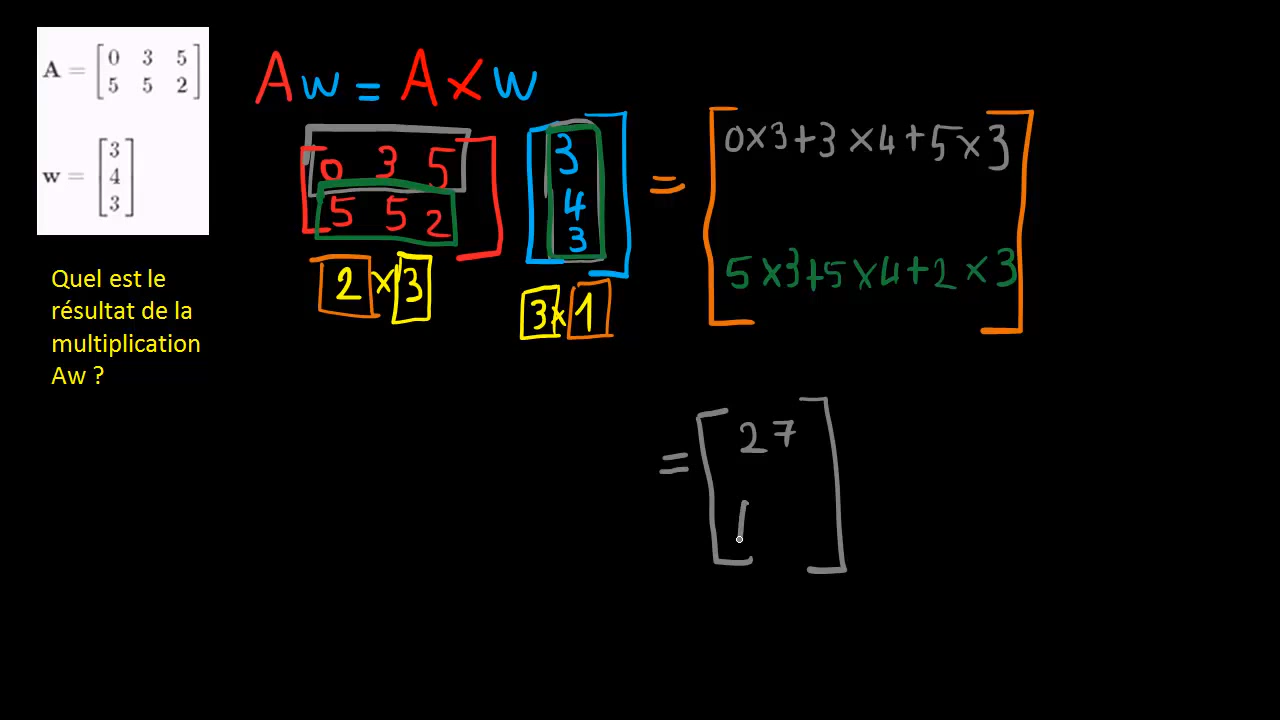 A = [0 3 5
5 5 2]
w = [3
4
3]
Quel est le
résultat de la
multiplication
Aw ?
Aw = A × w
[0 3 5
5 5 2]
[3
4
3]
=
[0×3+3×4+5×3
5×3+5×4+2×3]
2×3
3×1
= [27
]